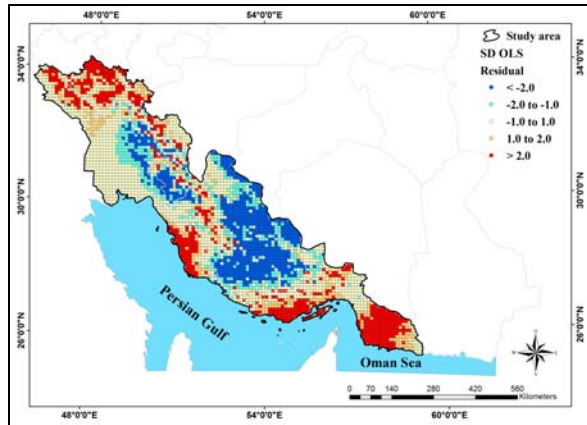 48°0'0"E 54°0'0"E 60°0'0"E
34°0'0"N
30°0'0"N
26°0'0"N
Study area
SD OLS
Residual
< -2.0
-2.0 to -1.0
-1.0 to 1.0
1.0 to 2.0
> 2.0
34°0'0"N
30°0'0"N
26°0'0"N
Persian Gulf
Oman Sea
N
W E
S
0 70 140 280 420 560
Kilometers
48°0'0"E 54°0'0"E 60°0'0"E